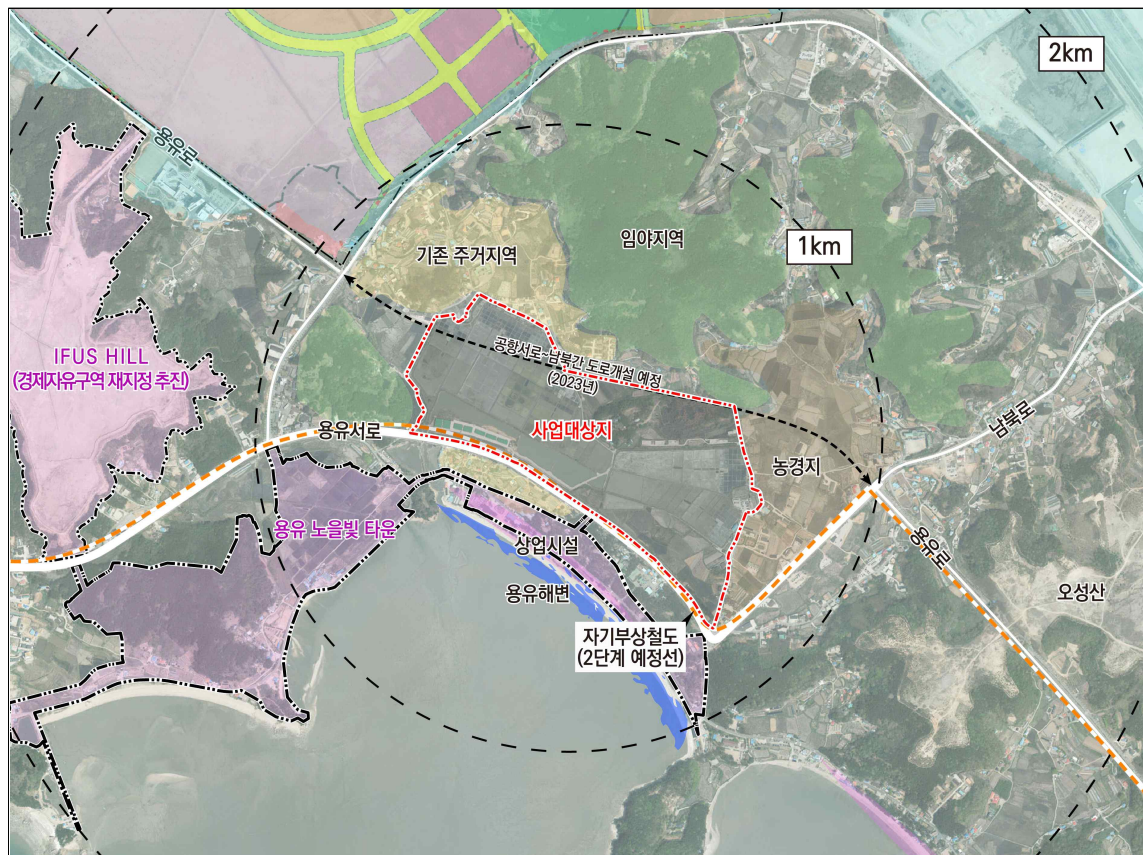 2km
용유로
임야지역
기존 주거지역
1km
IFUS HILL
(경제자유구역 재지정 추진)
공항서로~남북간 도로개설 예정
(2023년)
남북로
용유서로
사업대상지
농경지
용유 노을빛 타운
상업시설
용유로
용유해변
오성산
자기부상철도
(2단계 예정선)